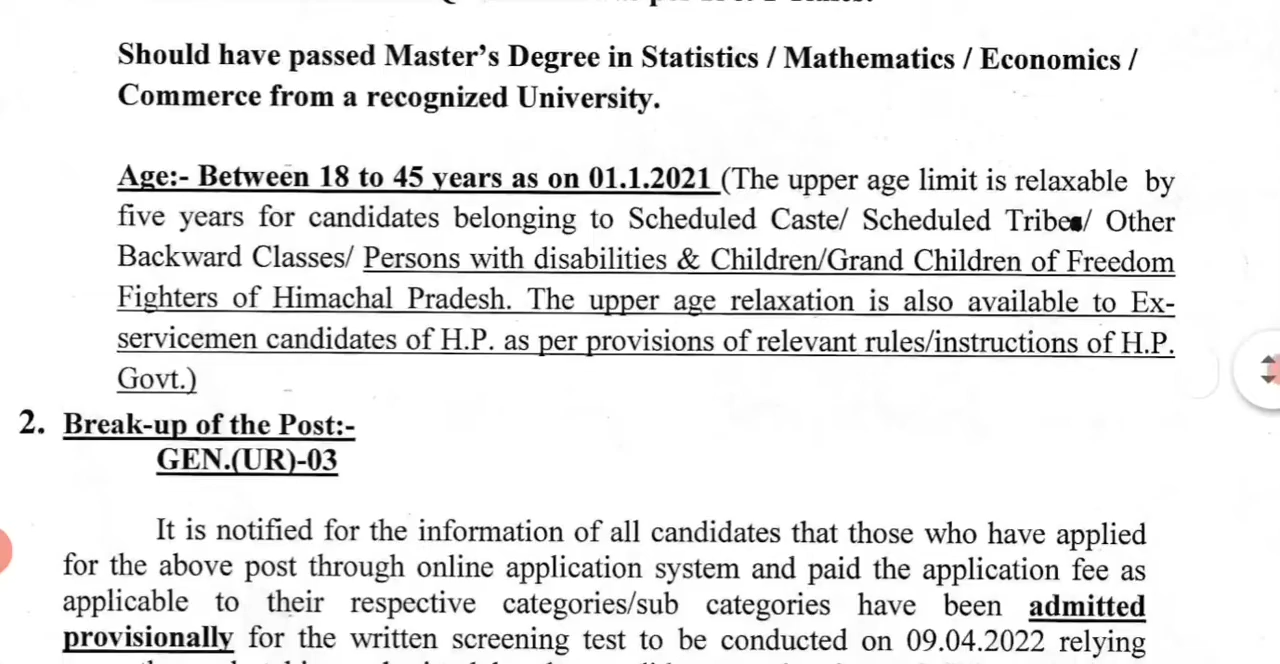 Should have passed Master's Degree in Statistics / Mathematics / Economics /
Commerce from a recognized University.
Age:- Between 18 to 45 years as on 01.1.2021 (The upper age limit is relaxable by
five years for candidates belonging to Scheduled Caste/ Scheduled Tribes/ Other
Backward Classes/ Persons with disabilities & Children/Grand Children of Freedom
Fighters of Himachal Pradesh. The upper age relaxation is also available to Ex-
servicemen candidates of H.P. as per provisions of relevant rules/instructions of H.P.
Govt.)
2. Break-up of the Post:-
GEN.(UR)-03
It is notified for the information of all candidates that those who have applied
for the above post through online application system and paid the application fee as
applicable to their respective categories/sub categories have been admitted
provisionally for the written screening test to be conducted on 09.04.2022 relying